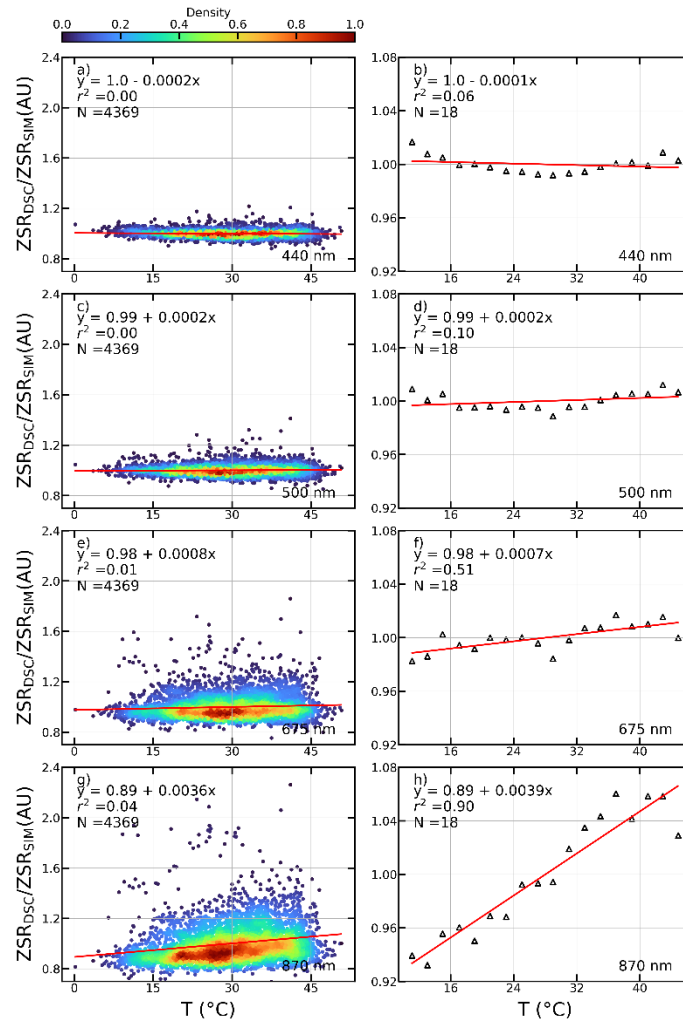 Density
0.0 0.2 0.4 0.6 0.8 1.0
a)
y = 1.0 - 0.0002x
r² = 0.00
N =4369
440 nm
2.4
2.0
1.6
1.2
0.8
0 15 30 45
ZSR_DSC/ZSR_SIM(AU)
b)
y = 1.0 - 0.0001x
r² = 0.06
N =18
440 nm
1.08
1.04
1.00
0.96
0.92
16 24 32 40
c)
y = 0.99 + 0.0002x
r² = 0.00
N =4369
500 nm
2.4
2.0
1.6
1.2
0.8
0 15 30 45
ZSR_DSC/ZSR_SIM(AU)
d)
y = 0.99 + 0.0002x
r² = 0.10
N =18
500 nm
1.08
1.04
1.00
0.96
0.92
16 24 32 40
e)
y = 0.98 + 0.0008x
r² = 0.01
N =4369
675 nm
2.4
2.0
1.6
1.2
0.8
0 15 30 45
ZSR_DSC/ZSR_SIM(AU)
f)
y = 0.98 + 0.0007x
r² = 0.51
N =18
675 nm
1.08
1.04
1.00
0.96
0.92
16 24 32 40
g)
y = 0.89 + 0.0036x
r² = 0.04
N =4369
870 nm
2.4
2.0
1.6
1.2
0.8
0 15 30 45
ZSR_DSC/ZSR_SIM(AU)
T (°C)
h)
y = 0.89 + 0.0039x
r² = 0.90
N =18
870 nm
1.08
1.04
1.00
0.96
0.92
16 24 32 40
T (°C)